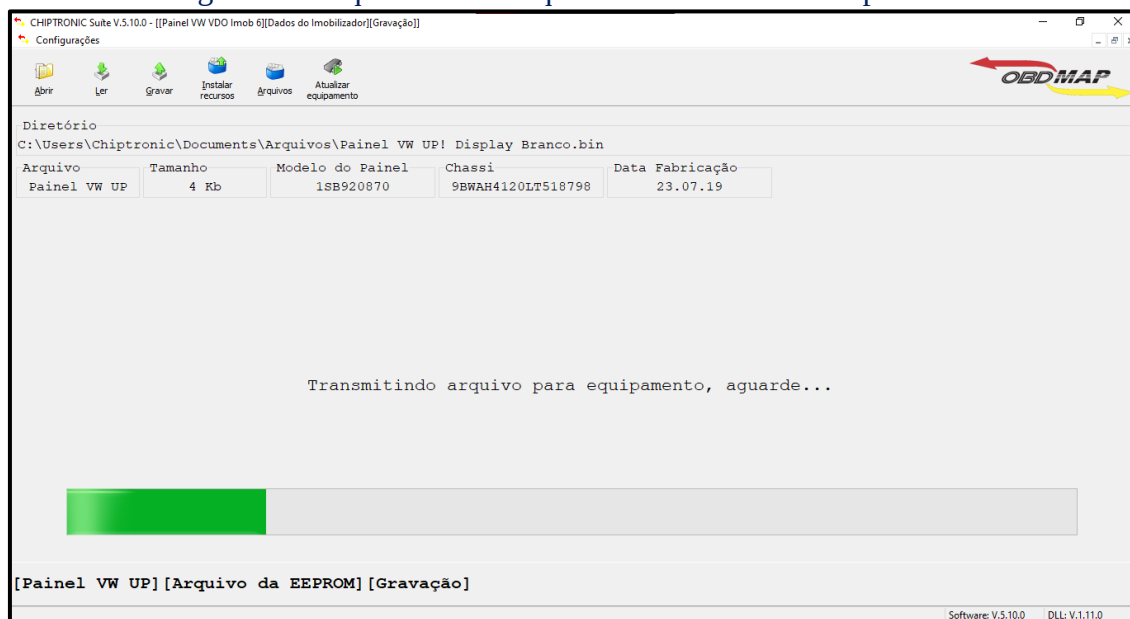 CHIPTRONIC Suite V.5.10.0 - [[Painel VW VDO Imob 6][Dados do Imobilizador][Gravação]]
Configurações
Abrir Ler Gravar Instalar recursos Arquivos Atualizar equipamento
OBDMAP
Diretório
C:\Users\Chiptronic\Documents\Arquivos\Painel VW UP! Display Branco.bin
Arquivo Tamanho Modelo do Painel Chassi Data Fabricação
Painel VW UP 4 Kb 1SB920870 9BWAH4120LT518798 23.07.19
Transmitindo arquivo para equipamento, aguarde...
[Painel VW UP][Arquivo da EEPROM][Gravação]
Software: V.5.10.0 DLL: V.1.11.0